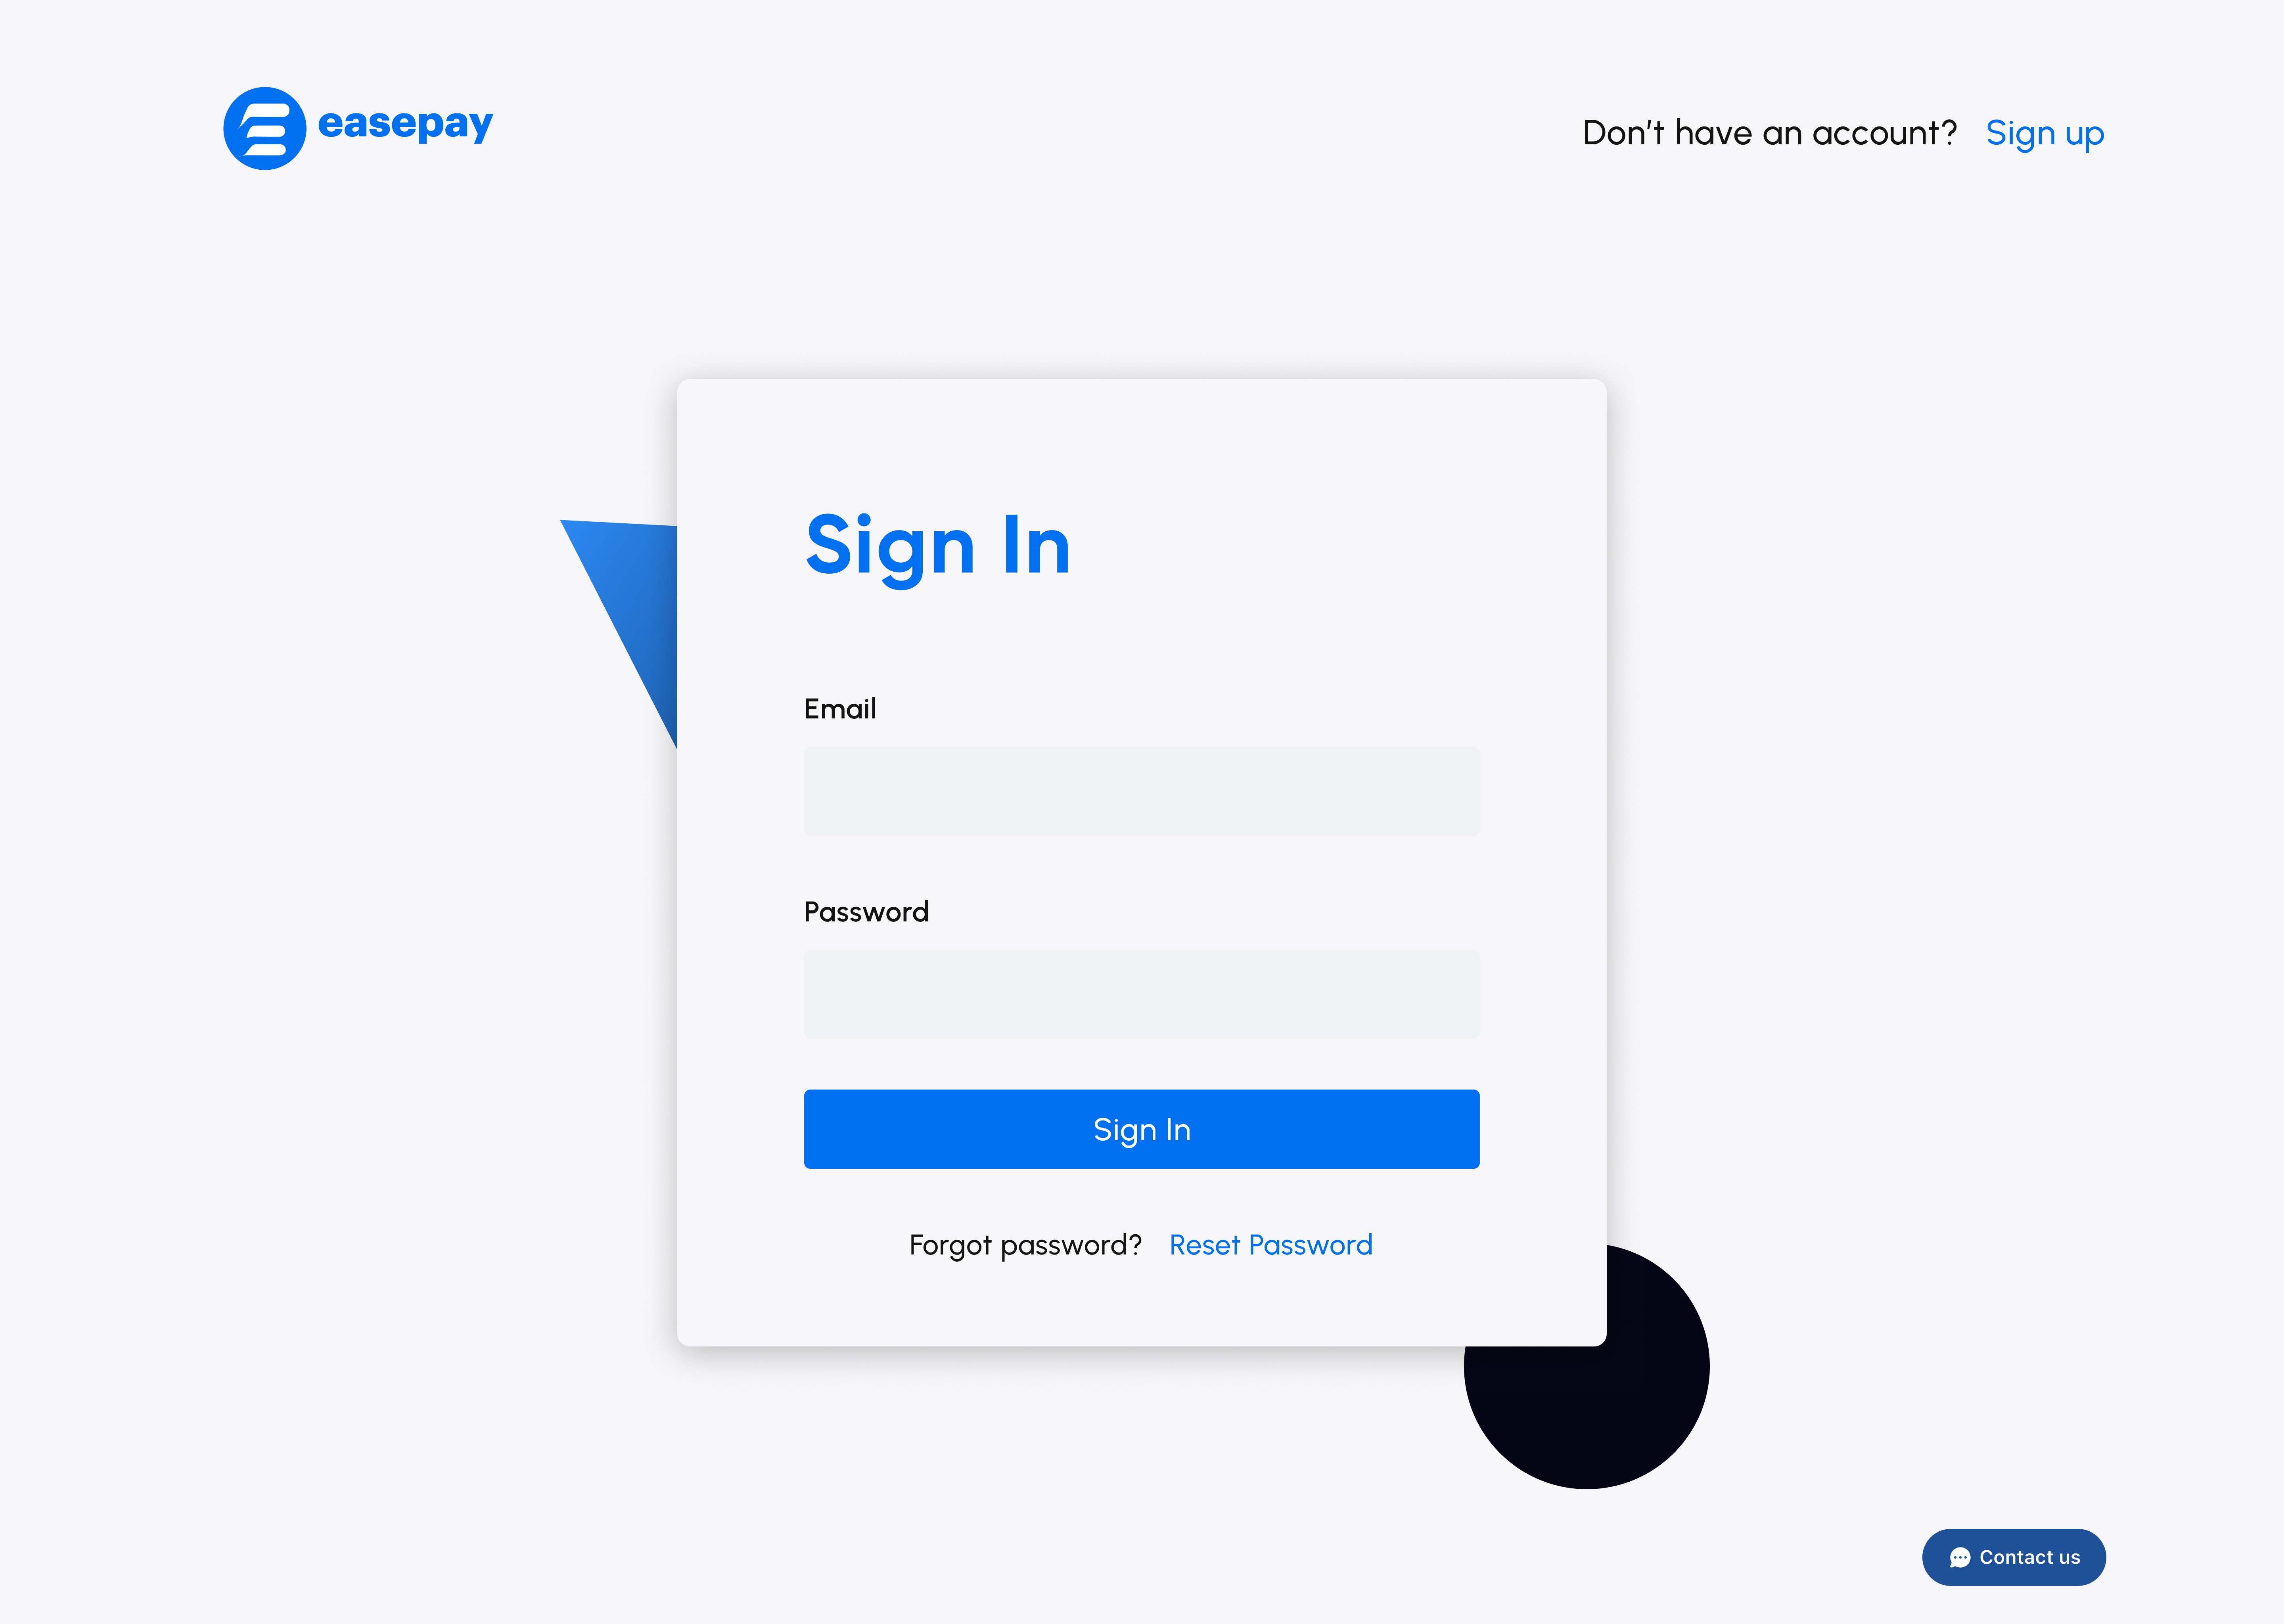 easepay
Don't have an account? Sign up
Sign In
Email
Password
Sign In
Forgot password? Reset Password
Contact us